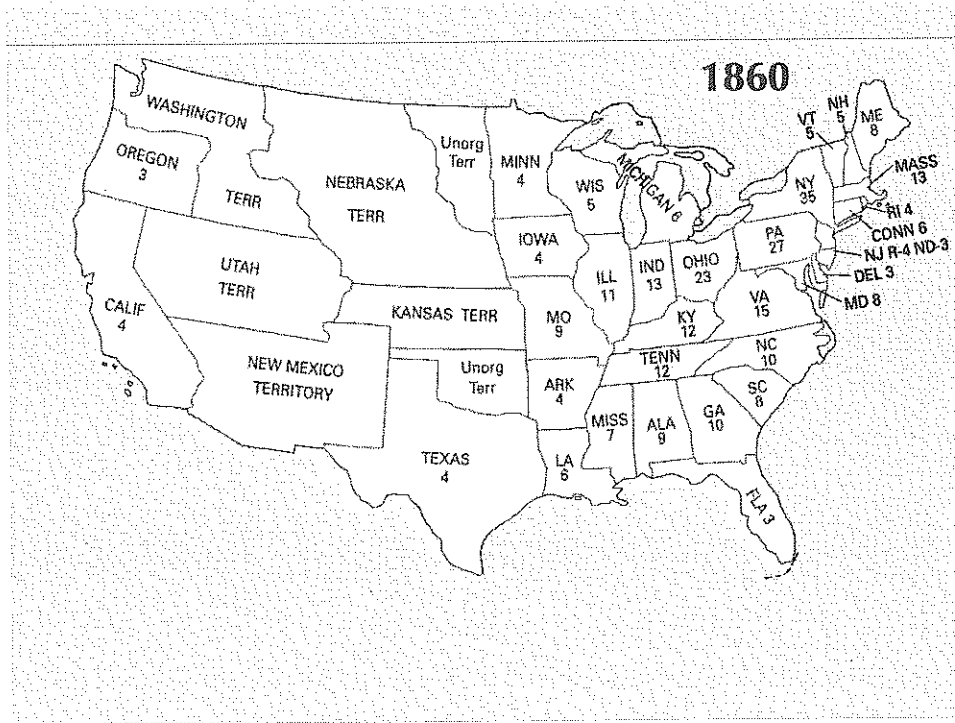 1860
WASHINGTON
TERR
OREGON
3
CALIF
4
UTAH
TERR
NEW MEXICO
TERRITORY
NEBRASKA
TERR
Unorg
Terr
KANSAS TERR
Unorg
Terr
TEXAS
4
MINN
4
IOWA
4
MO
9
ARK
4
LA
6
WIS
5
MICHIGAN 6
ILL
11
IND
13
OHIO
23
KY
12
TENN
12
MISS
7
ALA
9
GA
10
FLA 3
SC
8
NC
10
VA
15
PA
27
NY
35
VT
5
NH
5
ME
8
MASS
13
RI 4
CONN 6
NJ R-4 ND-3
DEL 3
MD 8